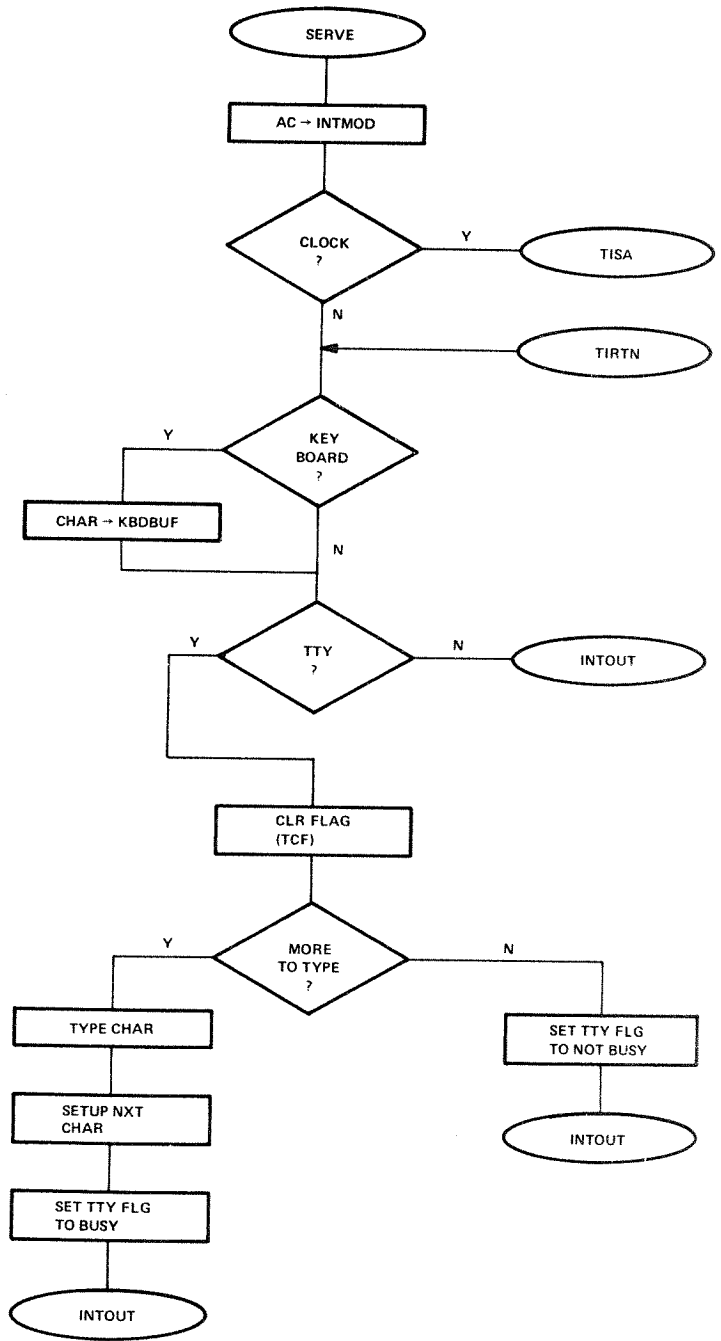 SERVE
AC → INTMOD
CLOCK
?
Y
TISA
N
TIRTN
KEY
BOARD
?
Y
CHAR → KBDBUF
N
TTY
?
Y
N
INTOUT
CLR FLAG
(TCF)
MORE
TO TYPE
?
Y
N
TYPE CHAR
SET TTY FLG
TO NOT BUSY
SETUP NXT
CHAR
INTOUT
SET TTY FLG
TO BUSY
INTOUT